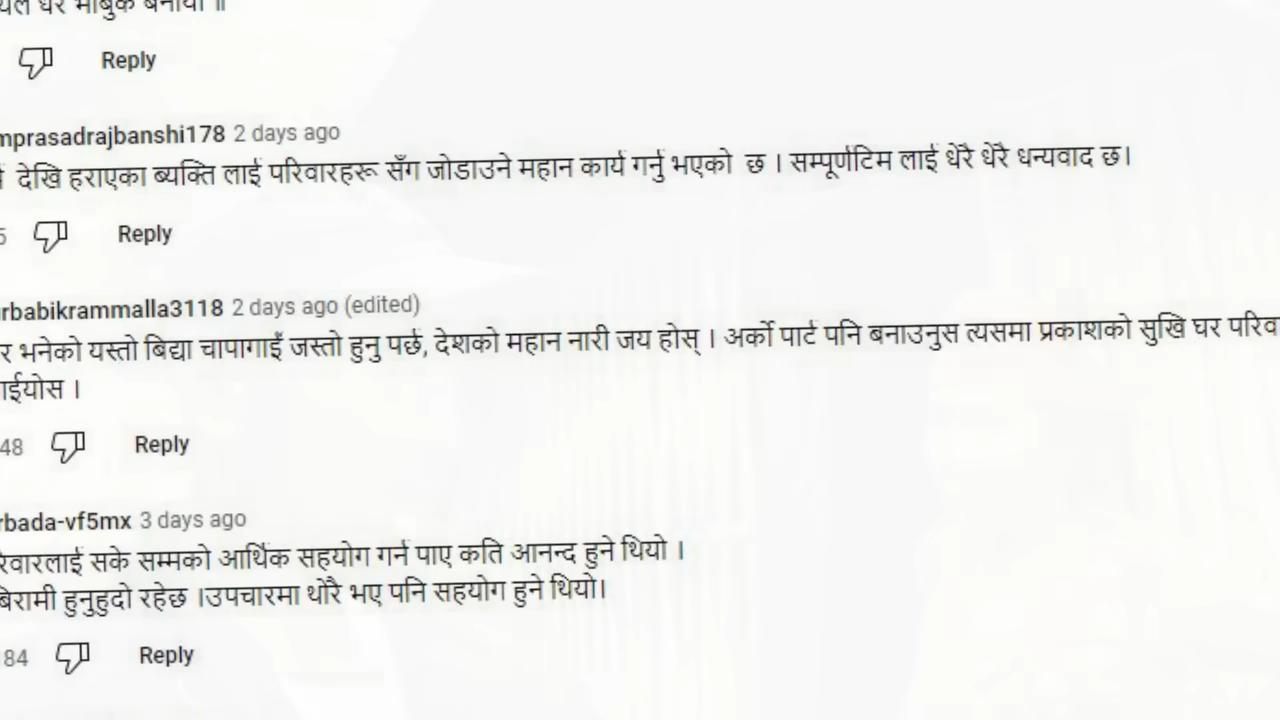 धेरै भाबुक बनायो ॥
Reply
mprasadrajbanshi178 2 days ago
देखि हराएका ब्यक्ति लाई परिवारहरू सँग जोडाउने महान कार्य गर्नु भएको छ । सम्पूर्णटिम लाई धेरै धेरै धन्यवाद छ।
5 Reply
rbabikrammalla3118 2 days ago (edited)
र भनेको यस्तो बिद्या चापागाइँ जस्तो हुनु पर्छ, देशको महान नारी जय होस् । अर्को पार्ट पनि बनाउनुस त्यसमा प्रकाशको सुखि घर परिव
ाईयोस ।
48 Reply
rbada-vf5mx 3 days ago
रिवारलाई सके सम्मको आर्थिक सहयोग गर्न पाए कति आनन्द हुने थियो ।
बिरामी हुनुहुदो रहेछ ।उपचारमा थोरै भए पनि सहयोग हुने थियो।
84 Reply